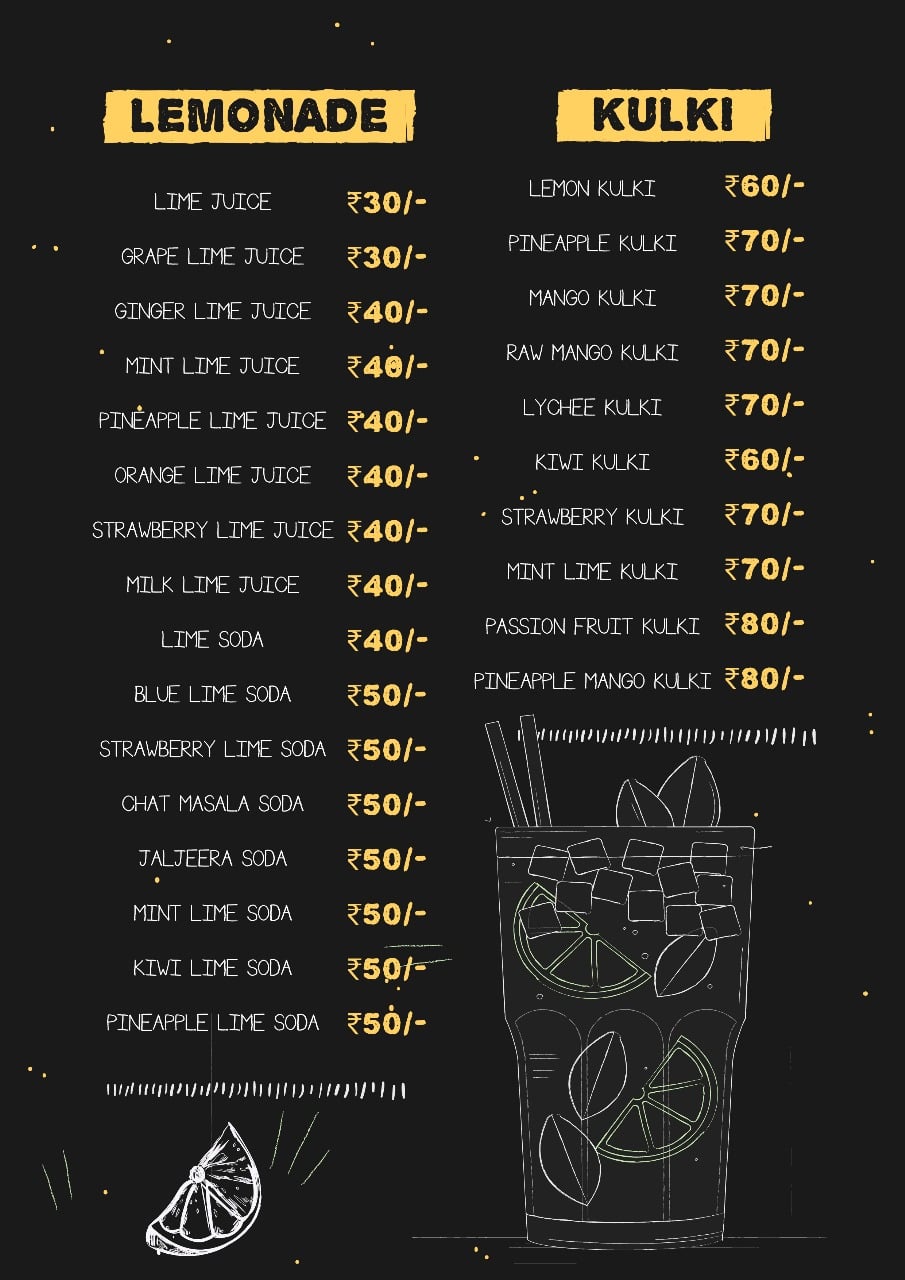 LEMONADE
LIME JUICE ₹30/-
GRAPE LIME JUICE ₹30/-
GINGER LIME JUICE ₹40/-
MINT LIME JUICE ₹40/-
PINEAPPLE LIME JUICE ₹40/-
ORANGE LIME JUICE ₹40/-
STRAWBERRY LIME JUICE ₹40/-
MILK LIME JUICE ₹40/-
LIME SODA ₹40/-
BLUE LIME SODA ₹50/-
STRAWBERRY LIME SODA ₹50/-
CHAT MASALA SODA ₹50/-
JALJEERA SODA ₹50/-
MINT LIME SODA ₹50/-
KIWI LIME SODA ₹50/-
PINEAPPLE LIME SODA ₹50/-
KULKI
LEMON KULKI ₹60/-
PINEAPPLE KULKI ₹70/-
MANGO KULKI ₹70/-
RAW MANGO KULKI ₹70/-
LYCHEE KULKI ₹70/-
KIWI KULKI ₹60/-
STRAWBERRY KULKI ₹70/-
MINT LIME KULKI ₹70/-
PASSION FRUIT KULKI ₹80/-
PINEAPPLE MANGO KULKI ₹80/-